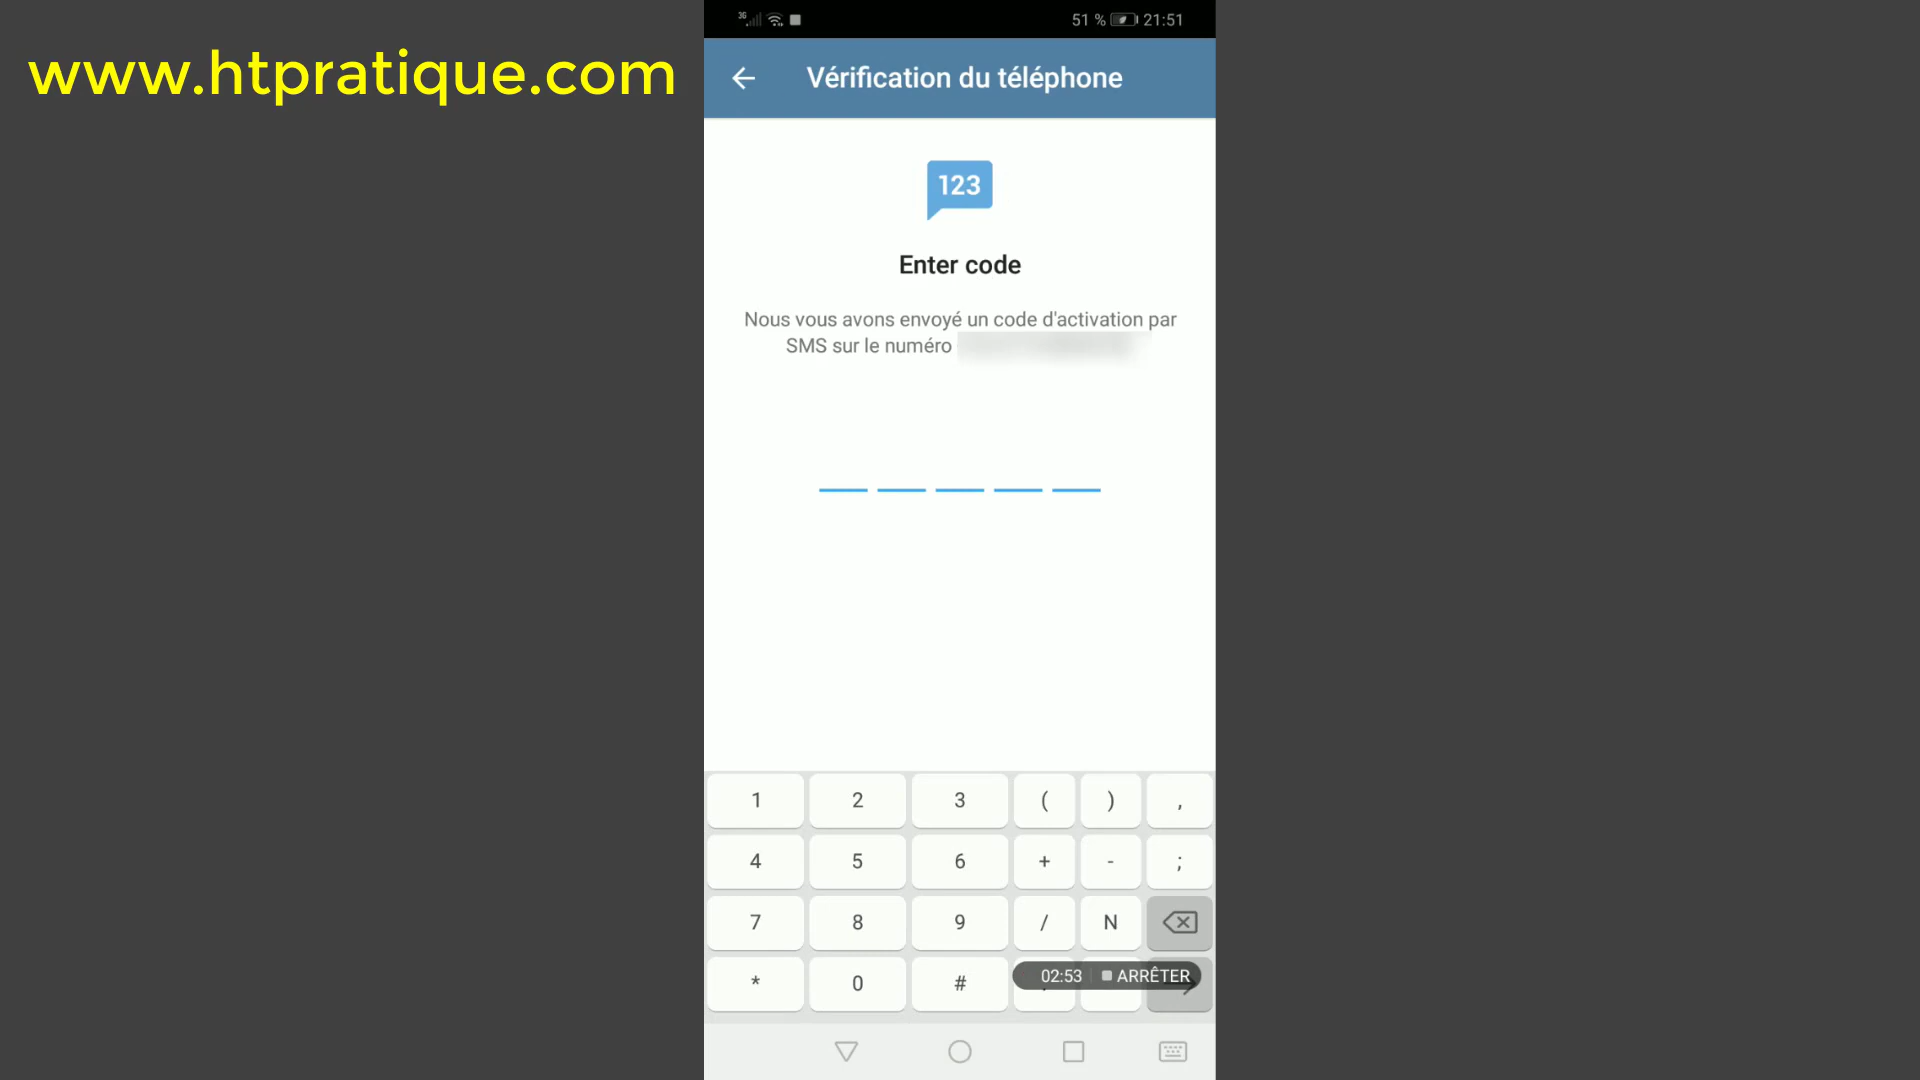 www.htpratique.com
3G
51 %
21:51
Vérification du téléphone
123
Enter code
Nous vous avons envoyé un code d'activation par
SMS sur le numéro
1 2 3 ( ) ,
4 5 6 + - ;
7 8 9 / N
* 0 #
02:53 ARRÊTER